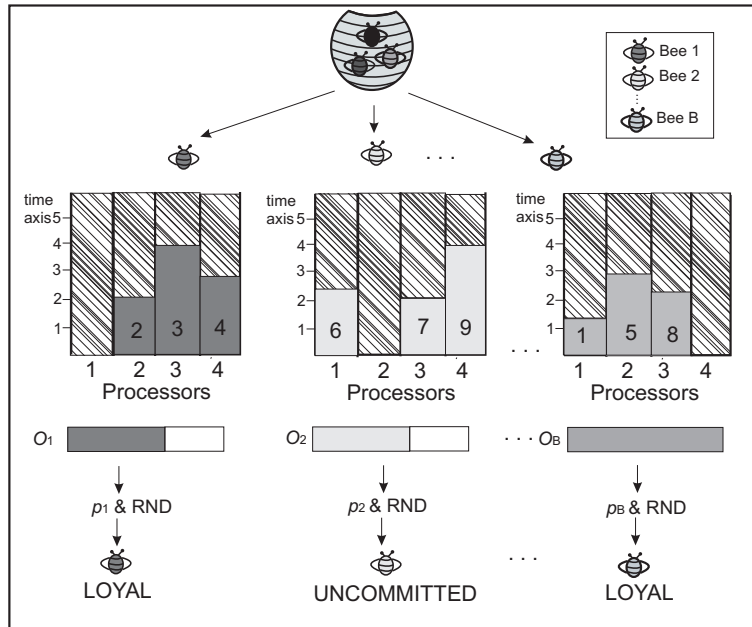 Bee 1
Bee 2
Bee B
time
axis 5
4
3
2
1
2 3 4
1 2 3 4
Processors
time
axis 5
4
3
2
1
6 7 9
1 2 3 4
Processors
time
axis 5
4
3
2
1
1 5 8
1 2 3 4
Processors
. . .
. . .
O1
O2
. . . OB
p1 & RND
p2 & RND
pB & RND
. . .
LOYAL
UNCOMMITTED
LOYAL